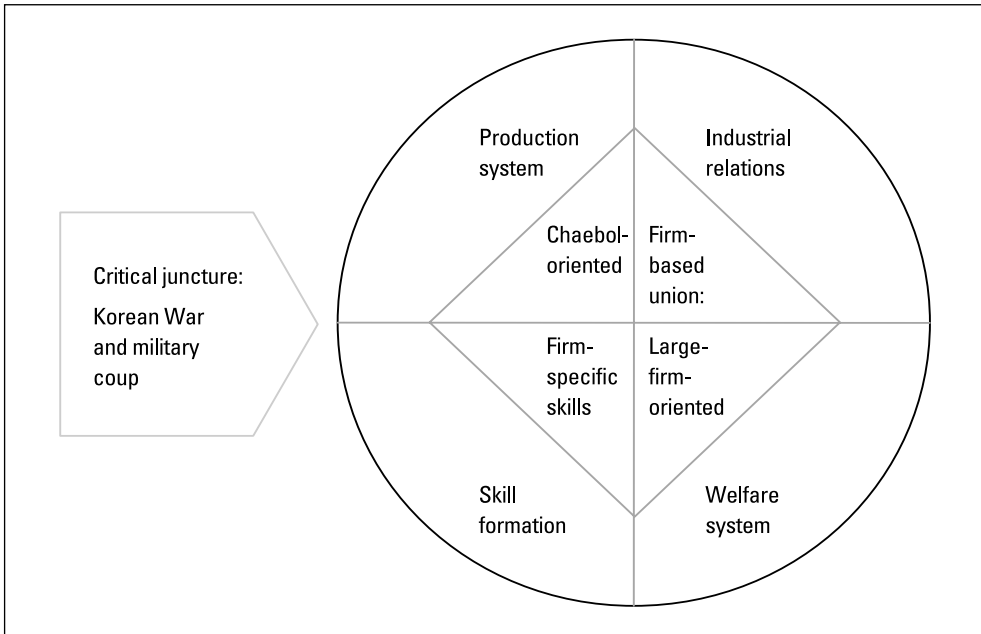 Critical juncture:
Korean War
and military
coup
Production
system
Industrial
relations
Chaebol-
oriented
Firm-
based
union:
Firm-
specific
skills
Large-
firm-
oriented
Skill
formation
Welfare
system